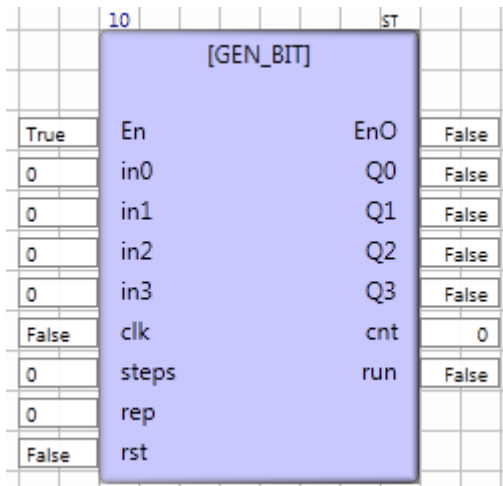 10 ST
[GEN_BIT]
True En EnO False
0 in0 Q0 False
0 in1 Q1 False
0 in2 Q2 False
0 in3 Q3 False
False clk cnt 0
0 steps run False
0 rep
False rst